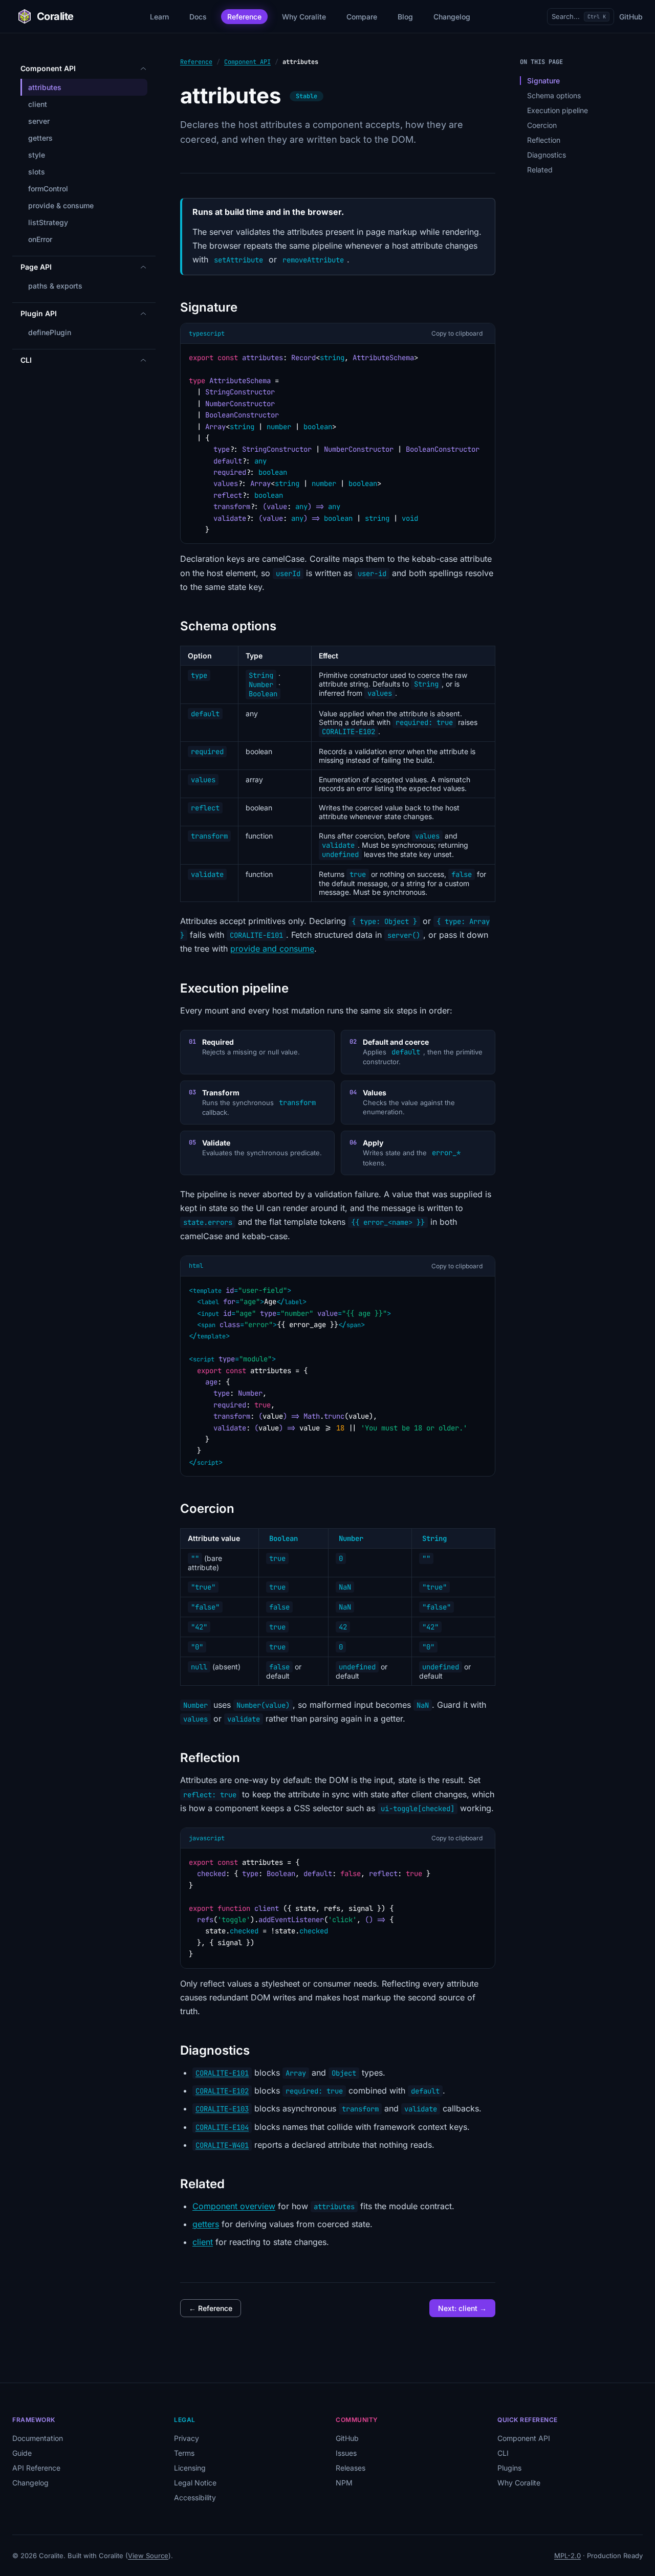 Coralite
Learn Docs Reference Why Coralite Compare Blog Changelog
Search... Ctrl K GitHub
Component API
attributes
client
server
getters
style
slots
formControl
provide & consume
listStrategy
onError
Page API
paths & exports
Plugin API
definePlugin
CLI
Reference / Component API / attributes
attributes Stable
Declares the host attributes a component accepts, how they are
coerced, and when they are written back to the DOM.
Runs at build time and in the browser.
The server validates the attributes present in page markup while rendering.
The browser repeats the same pipeline whenever a host attribute changes
with setAttribute or removeAttribute.
Signature
typescript Copy to clipboard
export const attributes: Record<string, AttributeSchema>
type AttributeSchema =
| StringConstructor
| NumberConstructor
| BooleanConstructor
| Array<string | number | boolean>
| {
type?: StringConstructor | NumberConstructor | BooleanConstructor
default?: any
required?: boolean
values?: Array<string | number | boolean>
reflect?: boolean
transform?: (value: any) => any
validate?: (value: any) => boolean | string | void
}
Declaration keys are camelCase. Coralite maps them to the kebab-case attribute
on the host element, so userId is written as user-id and both spellings resolve
to the same state key.
Schema options
Option Type Effect
type String · Number · Boolean Primitive constructor used to coerce the raw
attribute string. Defaults to String, or is
inferred from values.
default any Value applied when the attribute is absent.
Setting a default with required: true raises
CORALITE-E102.
required boolean Records a validation error when the attribute is
missing instead of failing the build.
values array Enumeration of accepted values. A mismatch
records an error listing the expected values.
reflect boolean Writes the coerced value back to the host
attribute whenever state changes.
transform function Runs after coercion, before values and
validate. Must be synchronous; returning
undefined leaves the state key unset.
validate function Returns true or nothing on success, false for
the default message, or a string for a custom
message. Must be synchronous.
Attributes accept primitives only. Declaring { type: Object } or { type: Array
} fails with CORALITE-E101. Fetch structured data in server(), or pass it down
the tree with provide and consume.
Execution pipeline
Every mount and every host mutation runs the same six steps in order:
01 Required
Rejects a missing or null value.
02 Default and coerce
Applies default, then the primitive
constructor.
03 Transform
Runs the synchronous transform
callback.
04 Values
Checks the value against the
enumeration.
05 Validate
Evaluates the synchronous predicate.
06 Apply
Writes state and the error_*
tokens.
The pipeline is never aborted by a validation failure. A value that was supplied is
kept in state so the UI can render around it, and the message is written to
state.errors and the flat template tokens {{ error_<name> }} in both
camelCase and kebab-case.
html Copy to clipboard
<template id="user-field">
<label for="age">Age</label>
<input id="age" type="number" value="{{ age }}">
<span class="error">{{ error_age }}</span>
</template>
<script type="module">
export const attributes = {
age: {
type: Number,
required: true,
transform: (value) => Math.trunc(value),
validate: (value) => value >= 18 || 'You must be 18 or older.'
}
}
</script>
Coercion
Attribute value Boolean Number String
"" (bare attribute) true 0 ""
"true" true NaN "true"
"false" false NaN "false"
"42" true 42 "42"
"0" true 0 "0"
null (absent) false or default undefined or default undefined or default
Number uses Number(value), so malformed input becomes NaN. Guard it with
values or validate rather than parsing again in a getter.
Reflection
Attributes are one-way by default: the DOM is the input, state is the result. Set
reflect: true to keep the attribute in sync with state after client changes, which
is how a component keeps a CSS selector such as ui-toggle[checked] working.
javascript Copy to clipboard
export const attributes = {
checked: { type: Boolean, default: false, reflect: true }
}
export function client ({ state, refs, signal }) {
refs('toggle').addEventListener('click', () => {
state.checked = !state.checked
}, { signal })
}
Only reflect values a stylesheet or consumer needs. Reflecting every attribute
causes redundant DOM writes and makes host markup the second source of
truth.
Diagnostics
• CORALITE-E101 blocks Array and Object types.
• CORALITE-E102 blocks required: true combined with default.
• CORALITE-E103 blocks asynchronous transform and validate callbacks.
• CORALITE-E104 blocks names that collide with framework context keys.
• CORALITE-W401 reports a declared attribute that nothing reads.
Related
• Component overview for how attributes fits the module contract.
• getters for deriving values from coerced state.
• client for reacting to state changes.
← Reference
Next: client →
ON THIS PAGE
Signature
Schema options
Execution pipeline
Coercion
Reflection
Diagnostics
Related
FRAMEWORK
Documentation
Guide
API Reference
Changelog
LEGAL
Privacy
Terms
Licensing
Legal Notice
Accessibility
COMMUNITY
GitHub
Issues
Releases
NPM
QUICK REFERENCE
Component API
CLI
Plugins
Why Coralite
© 2026 Coralite. Built with Coralite (View Source).
MPL-2.0 · Production Ready